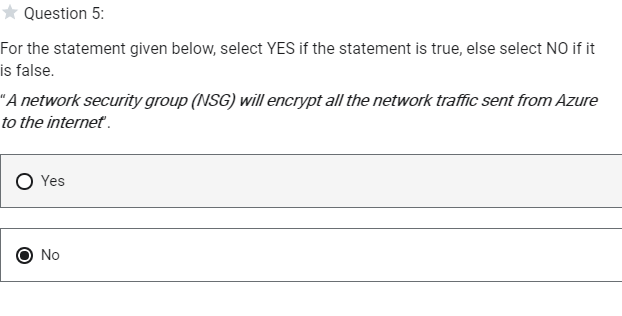 Question 5:
For the statement given below, select YES if the statement is true, else select NO if it
is false.
"A network security group (NSG) will encrypt all the network traffic sent from Azure
to the internet".
Yes
No